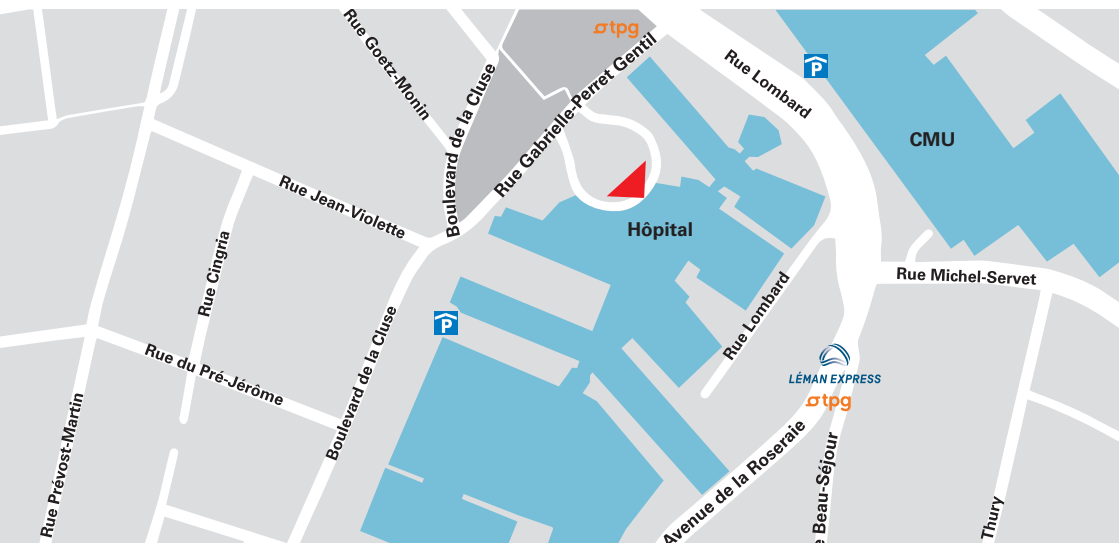 Rue Goetz-Monin
tpg
Boulevard de la Cluse
Rue Gabrielle-Perret Gentil
Rue Lombard
P
CMU
Rue Jean-Violette
Hôpital
Rue Cingria
Rue Michel-Servet
Rue Lombard
P
Rue du Pré-Jérôme
Boulevard de la Cluse
LÉMAN EXPRESS
tpg
Rue Prévost-Martin
Avenue de la Roseraie
e Beau-Séjour
Thury